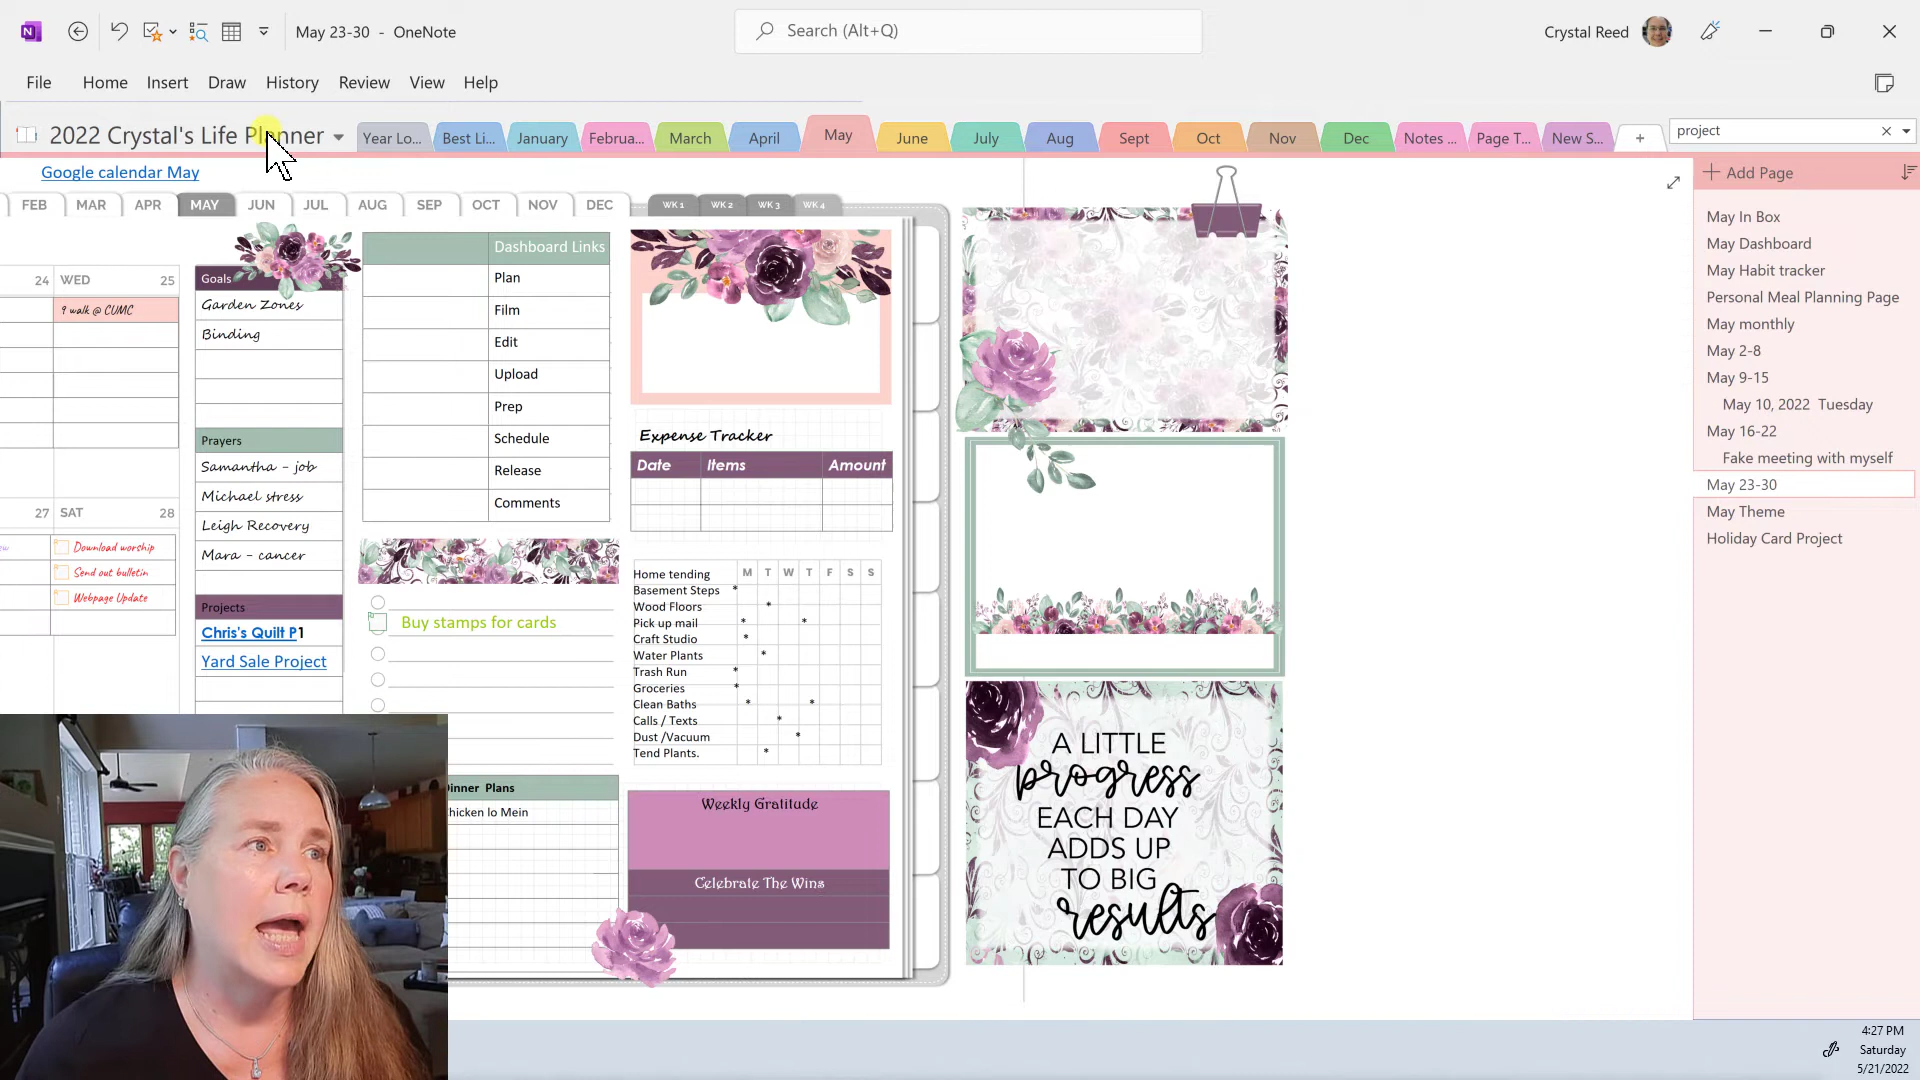 May 23-30 - OneNote
Search (Alt+Q)
Crystal Reed
File Home Insert Draw History Review View Help
2022 Crystal's Life Planner
Year Lo... Best Li... January Februa... March April May June July Aug Sept Oct Nov Dec Notes ... Page T... New S... +
project
Google calendar May
FEB MAR APR MAY JUN JUL AUG SEP OCT NOV DEC WK 1 WK 2 WK 3 WK 4
24 WED 25
9 walk @ CUMC
27 SAT 28
Download worship
Send out bulletin
Webpage Update
Goals
Garden Zones
Binding
Prayers
Samantha - job
Michael stress
Leigh Recovery
Mara - cancer
Projects
Chris's Quilt P1
Yard Sale Project
Dashboard Links
Plan
Film
Edit
Upload
Prep
Schedule
Release
Comments
Buy stamps for cards
Dinner Plans
Chicken lo Mein
Expense Tracker
Date Items Amount
Home tending M T W T F S S
Basement Steps *
Wood Floors *
Pick up mail * *
Craft Studio *
Water Plants *
Trash Run *
Groceries *
Clean Baths * *
Calls / Texts *
Dust /Vacuum *
Tend Plants. *
Weekly Gratitude
Celebrate The Wins
A LITTLE
progress
EACH DAY
ADDS UP
TO BIG
results
Add Page
May In Box
May Dashboard
May Habit tracker
Personal Meal Planning Page
May monthly
May 2-8
May 9-15
May 10, 2022 Tuesday
May 16-22
Fake meeting with myself
May 23-30
May Theme
Holiday Card Project
4:27 PM
Saturday
5/21/2022